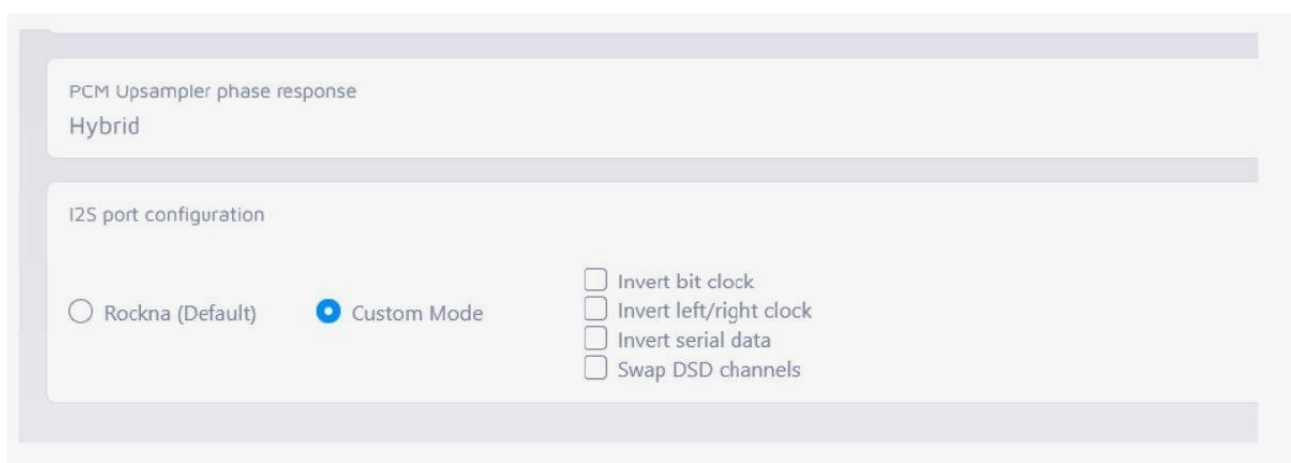 PCM Upsampler phase response
Hybrid
I2S port configuration
Rockna (Default)
Custom Mode
Invert bit clock
Invert left/right clock
Invert serial data
Swap DSD channels